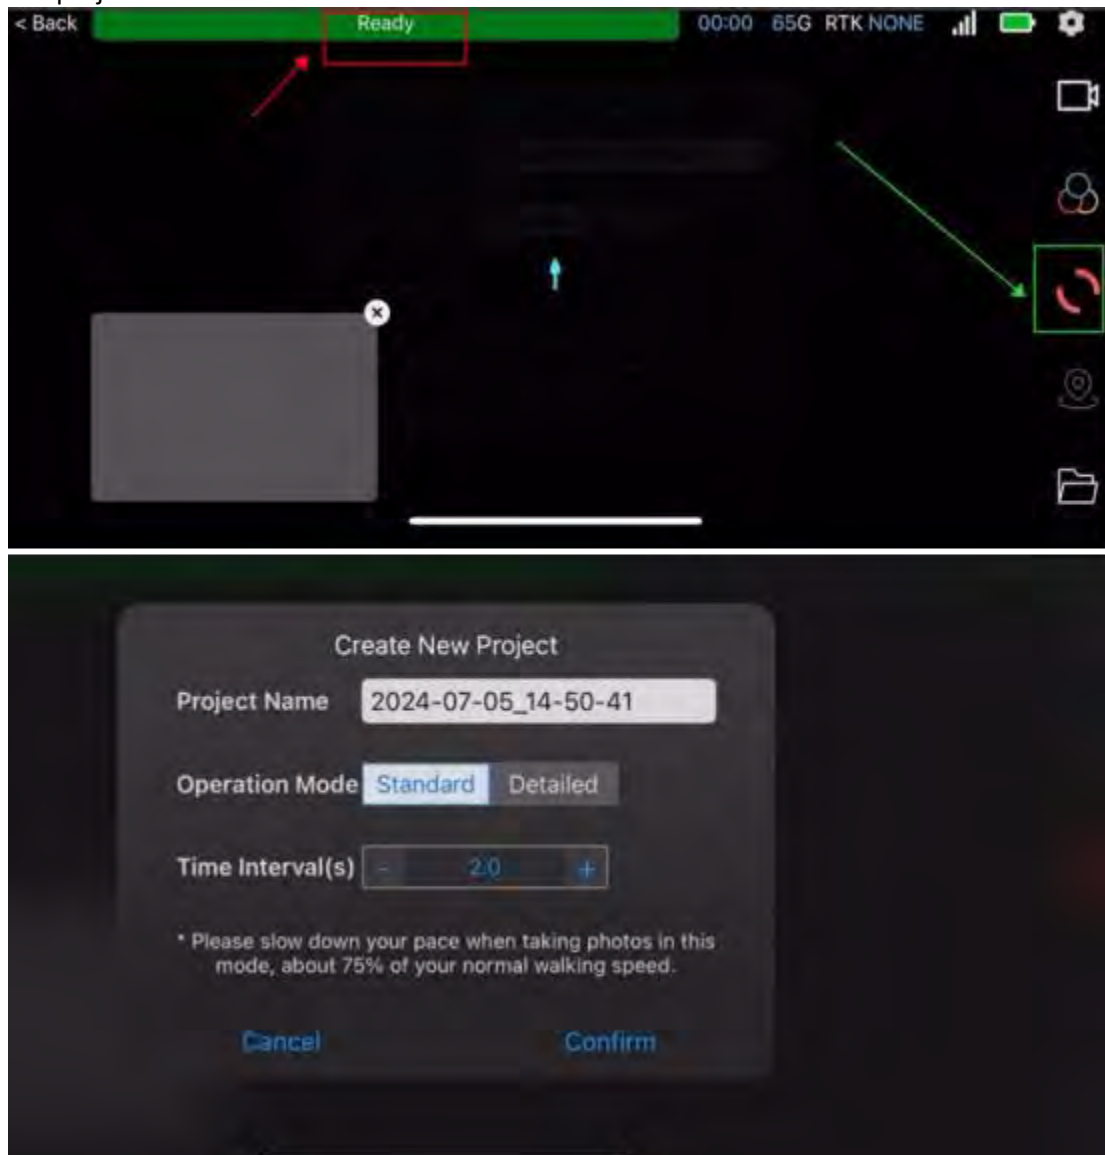 < Back Ready 00:00 65G RTK NONE
Create New Project
Project Name 2024-07-05_14-50-41
Operation Mode Standard Detailed
Time Interval(s) - 2.0 +
* Please slow down your pace when taking photos in this
mode, about 75% of your normal walking speed.
Cancel Confirm